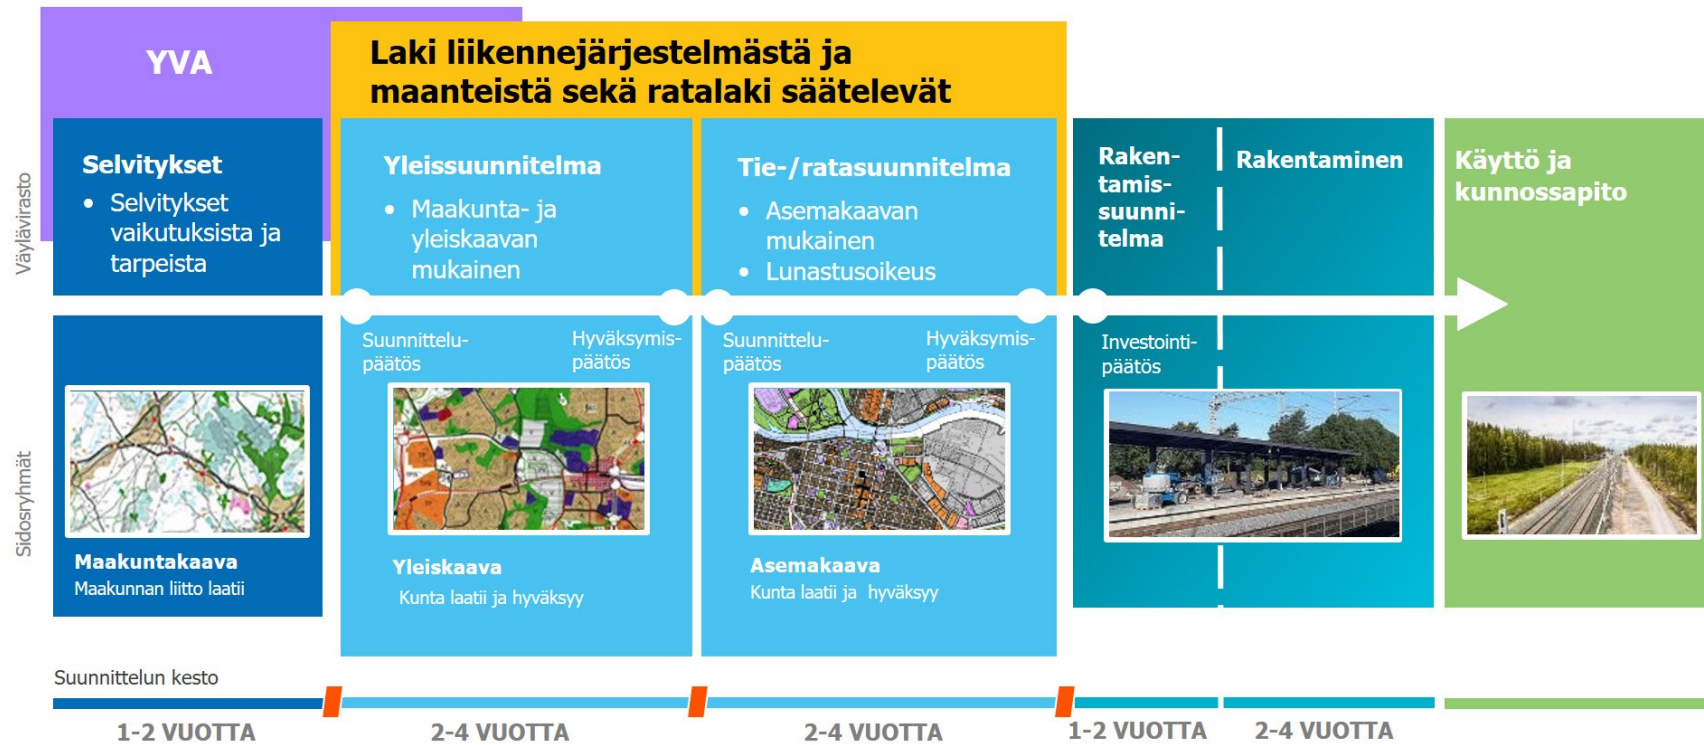 YVA
Laki liikennejärjestelmästä ja
maanteistä sekä ratalaki säätelevät
Väylävirasto
Selvitykset
• Selvitykset
vaikutuksista ja
tarpeista
Yleissuunnitelma
• Maakunta- ja
yleiskaavan
mukainen
Tie-/ratasuunnitelma
• Asemakaavan
mukainen
• Lunastusoikeus
Raken-
tamis-
suunni-
telma
Rakentaminen
Käyttö ja
kunnossapito
Sidosryhmät
Suunnittelu-
päätös
Hyväksymis-
päätös
Suunnittelu-
päätös
Hyväksymis-
päätös
Investointi-
päätös
Maakuntakaava
Maakunnan liitto laatii
Yleiskaava
Kunta laatii ja hyväksyy
Asemakaava
Kunta laatii ja hyväksyy
Suunnittelun kesto
1-2 VUOTTA
2-4 VUOTTA
2-4 VUOTTA
1-2 VUOTTA
2-4 VUOTTA